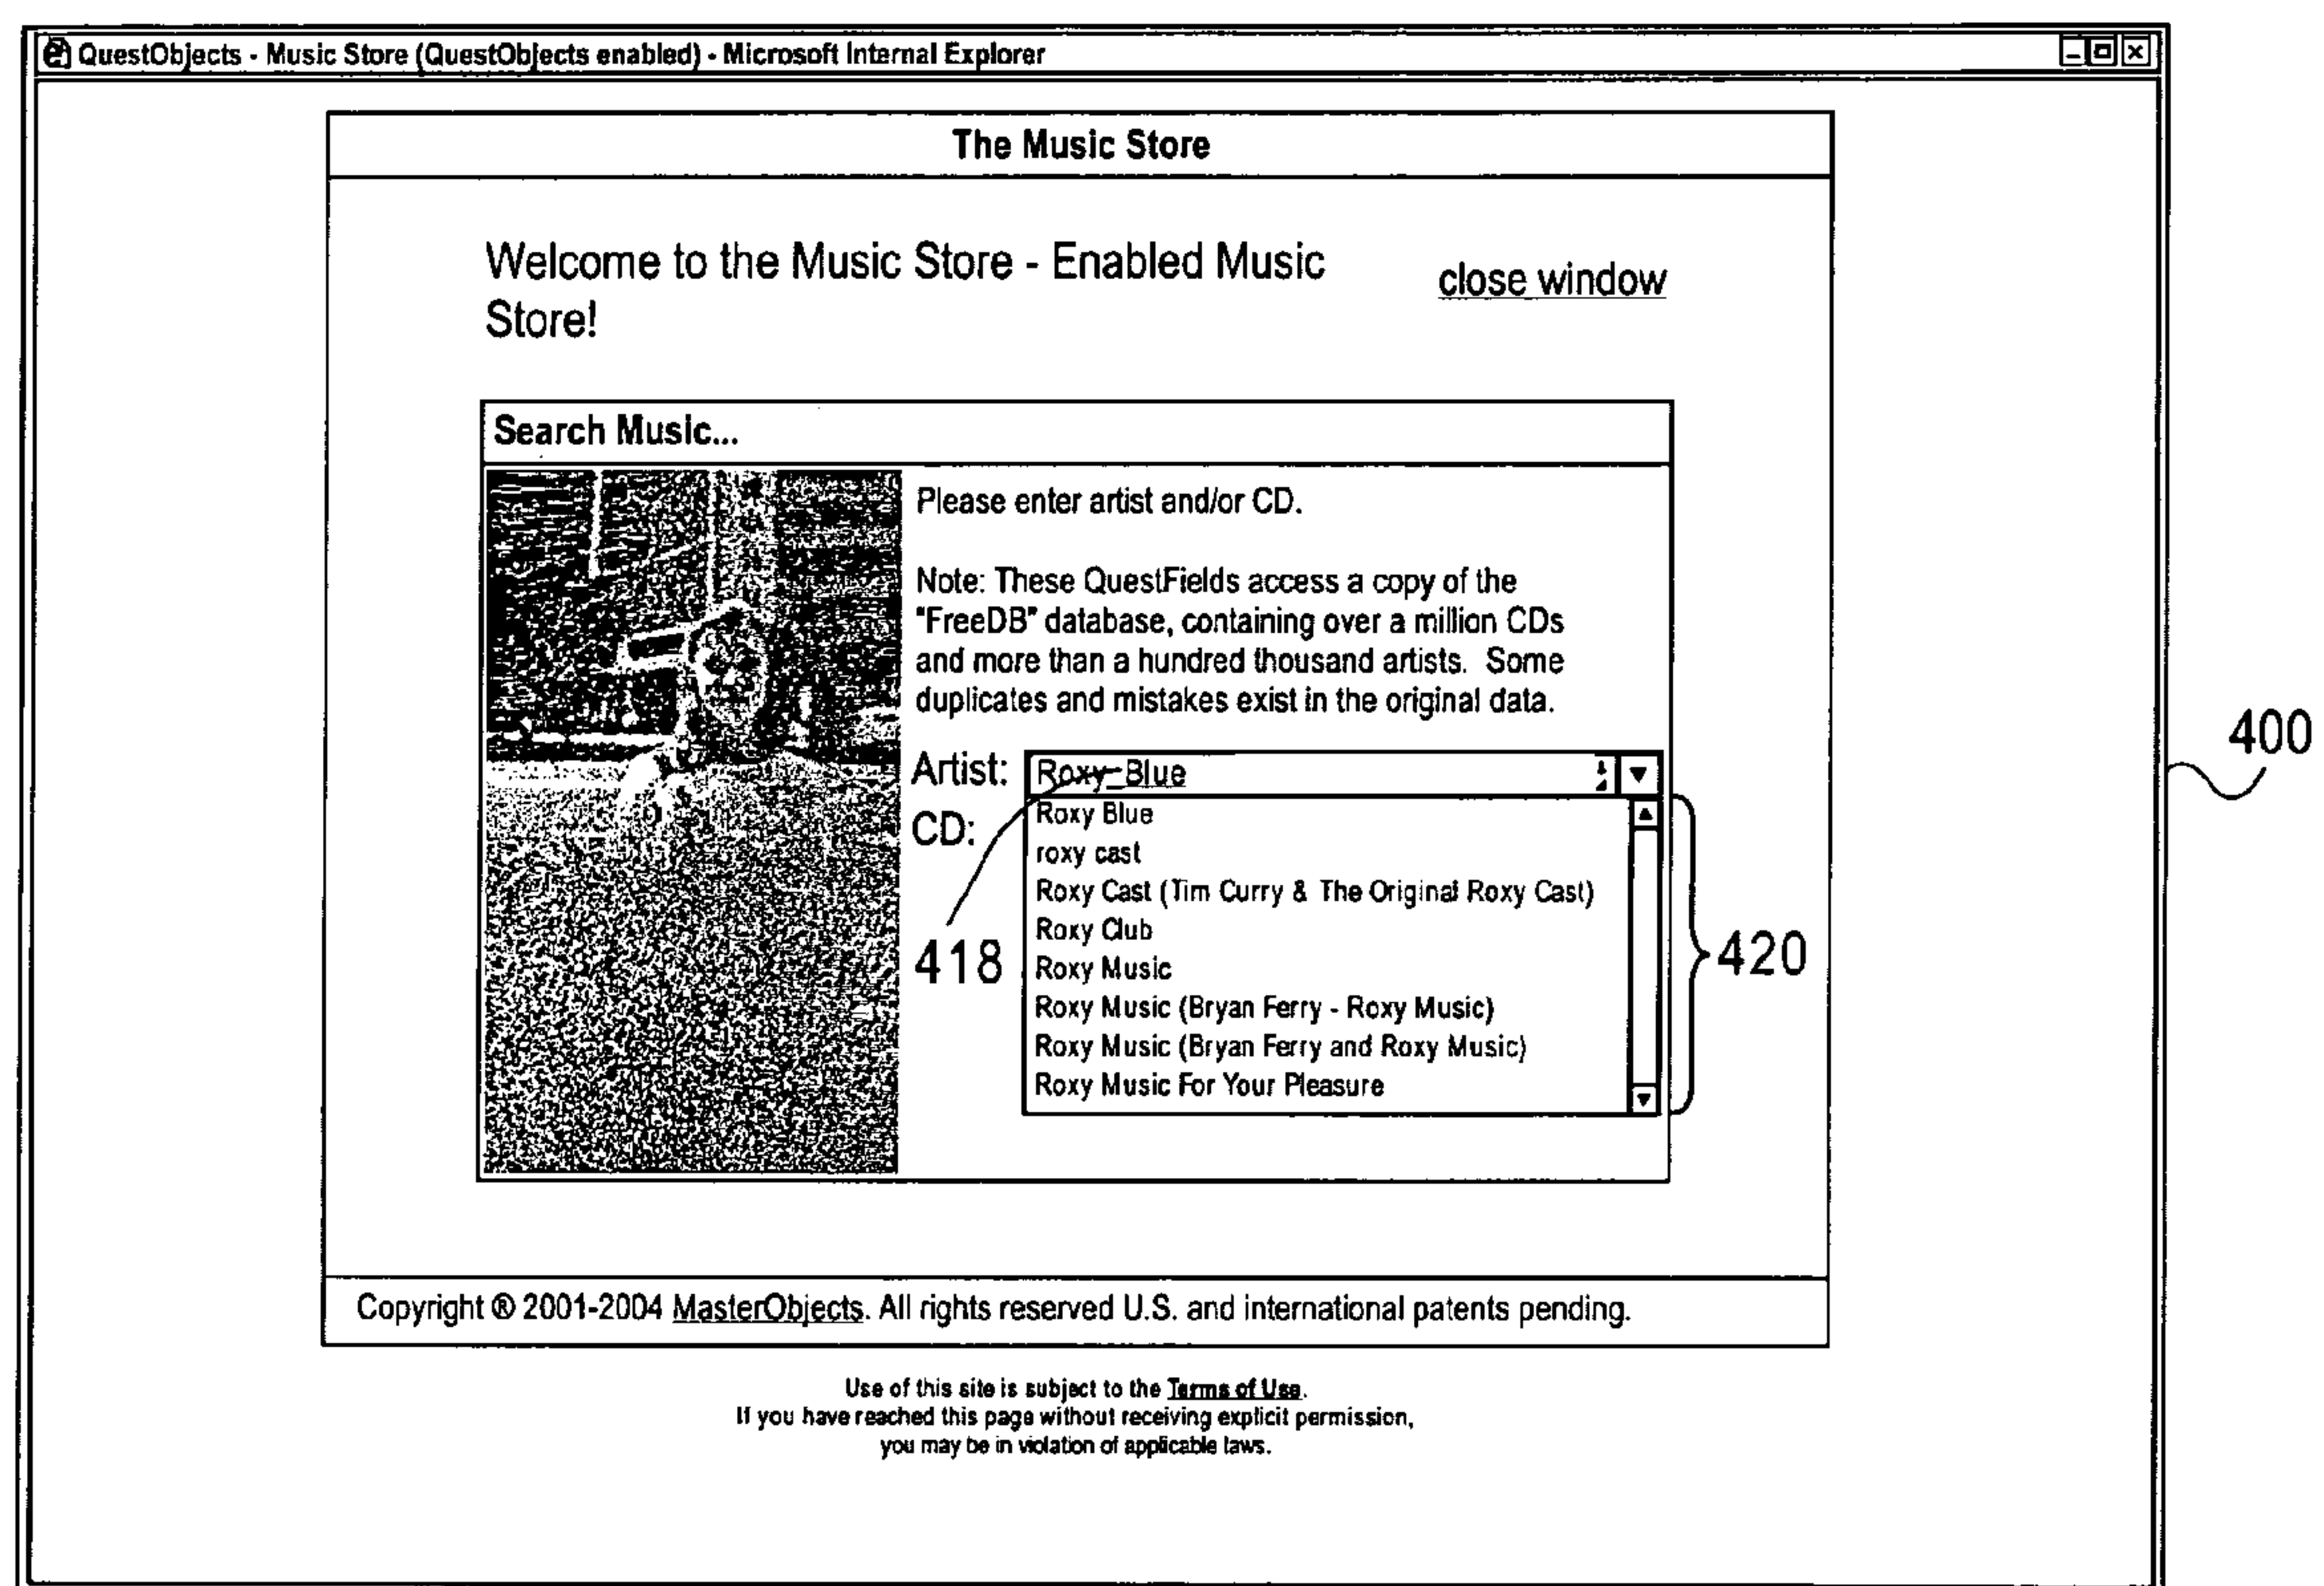 QuestObjects - Music Store (QuestObjects enabled) - Microsoft Internal Explorer
The Music Store
Welcome to the Music Store - Enabled Music
Store!
close window
Search Music...
Please enter artist and/or CD.
Note: These QuestFields access a copy of the
"FreeDB" database, containing over a million CDs
and more than a hundred thousand artists. Some
duplicates and mistakes exist in the original data.
Artist: Roxy Blue
CD:
Roxy Blue
roxy cast
Roxy Cast (Tim Curry & The Original Roxy Cast)
Roxy Club
Roxy Music
Roxy Music (Bryan Ferry - Roxy Music)
Roxy Music (Bryan Ferry and Roxy Music)
Roxy Music For Your Pleasure
418
420
400
Copyright ® 2001-2004 MasterObjects. All rights reserved U.S. and international patents pending.
Use of this site is subject to the Terms of Use.
If you have reached this page without receiving explicit permission,
you may be in violation of applicable laws.